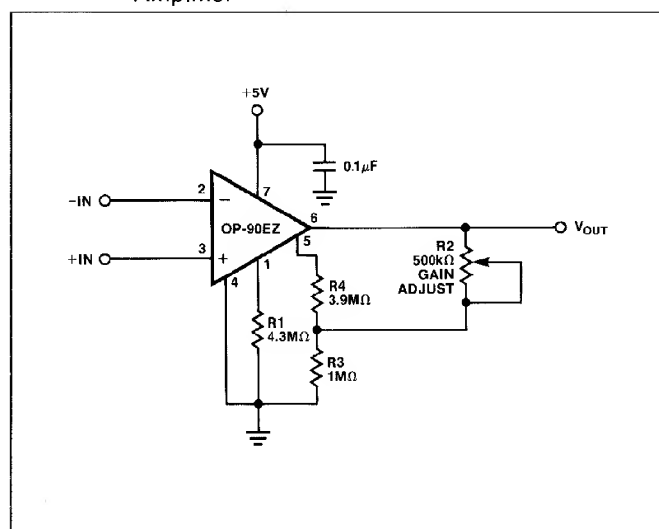 Amplifier
+5V
0.1µF
7
-IN
2
−
6
VOUT
OP-90EZ
5
+IN
3
+
4
1
R2
500kΩ
GAIN
ADJUST
R4
3.9MΩ
R1
4.3MΩ
R3
1MΩ